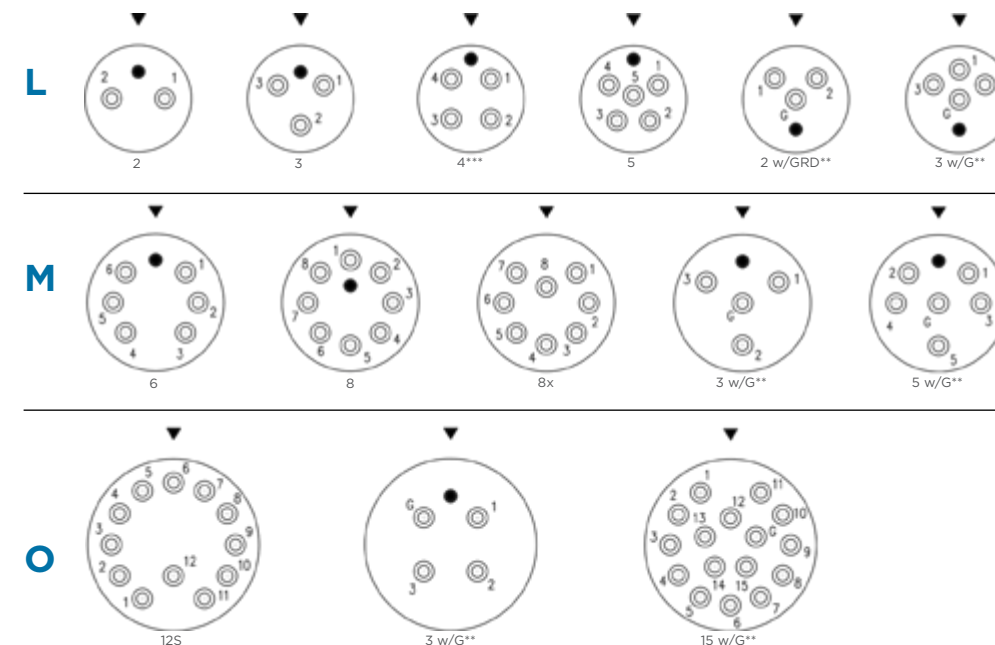 L
2 1
3 1 2
4 1 3 2
4 5 1 3 2
1 2 G
1 3 G
2 3 4*** 5 2 w/GRD** 3 w/G**
M
6 1 5 2 4 3
1 8 2 3 7 6 4 5
7 8 1 6 5 2 4 3
3 1 G 2
2 1 4 G 3 5
6 8 8x 3 w/G** 5 w/G**
O
6 5 7 4 8 3 9 2 12 10 1 11
G 1 3 2
1 11 2 12 10 13 G 3 9 4 14 15 8 5 7 6
12S 3 w/G** 15 w/G**